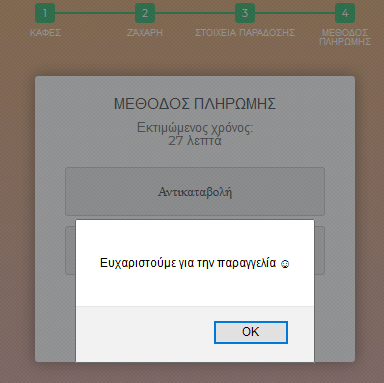 1 2 3 4
ΚΑΦΕΣ ΖΑΧΑΡΗ ΣΤΟΙΧΕΙΑ ΠΑΡΑΔΟΣΗΣ ΜΕΘΟΔΟΣ
ΠΛΗΡΩΜΗΣ
ΜΕΘΟΔΟΣ ΠΛΗΡΩΜΗΣ
Εκτιμώμενος χρόνος:
27 λεπτά
Αντικαταβολή
Ευχαριστούμε για την παραγγελία ☺
OK